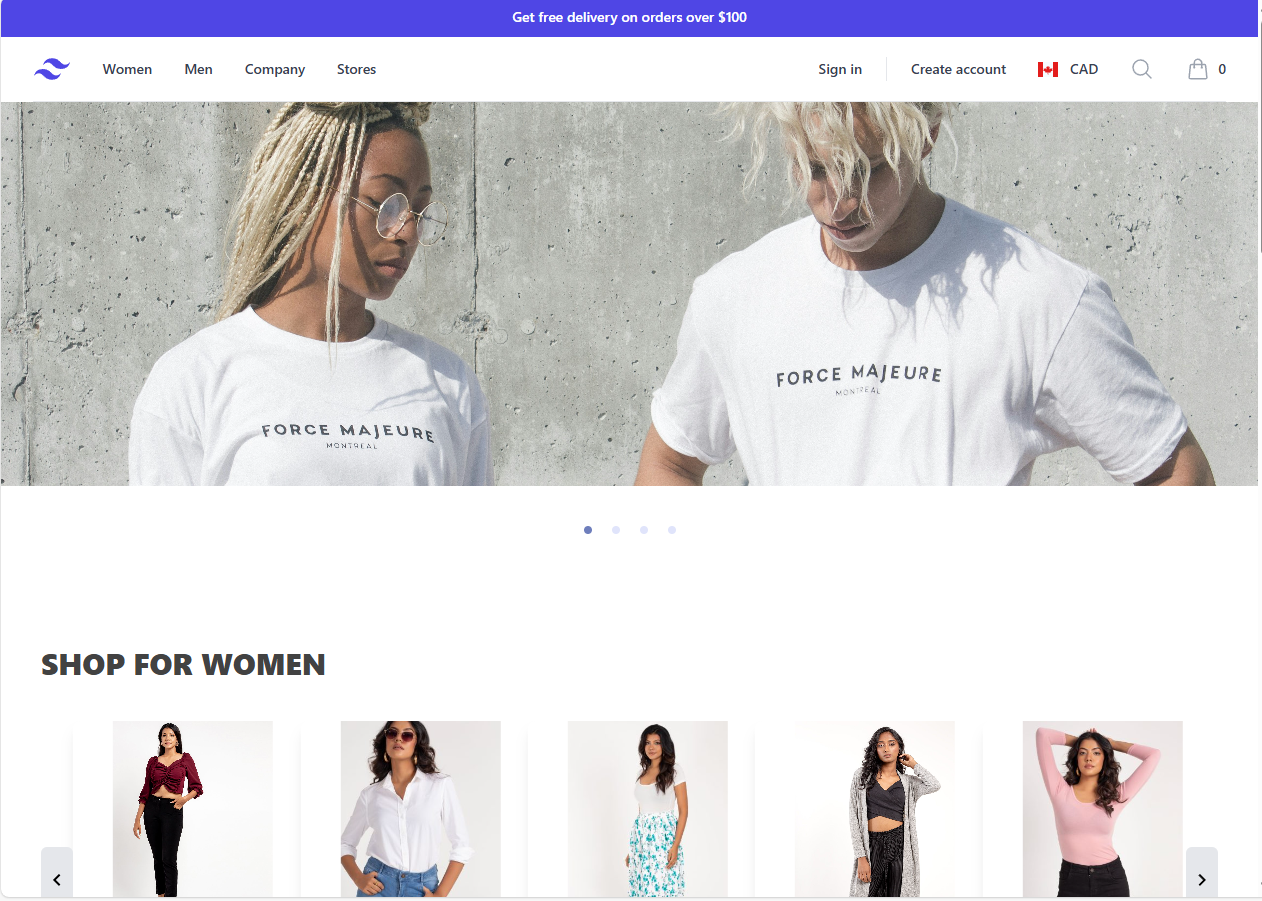 Get free delivery on orders over $100
Women Men Company Stores Sign in Create account CAD 0
FORCE MAJEURE
MONTREAL
FORCE MAJEURE
MONTREAL
SHOP FOR WOMEN